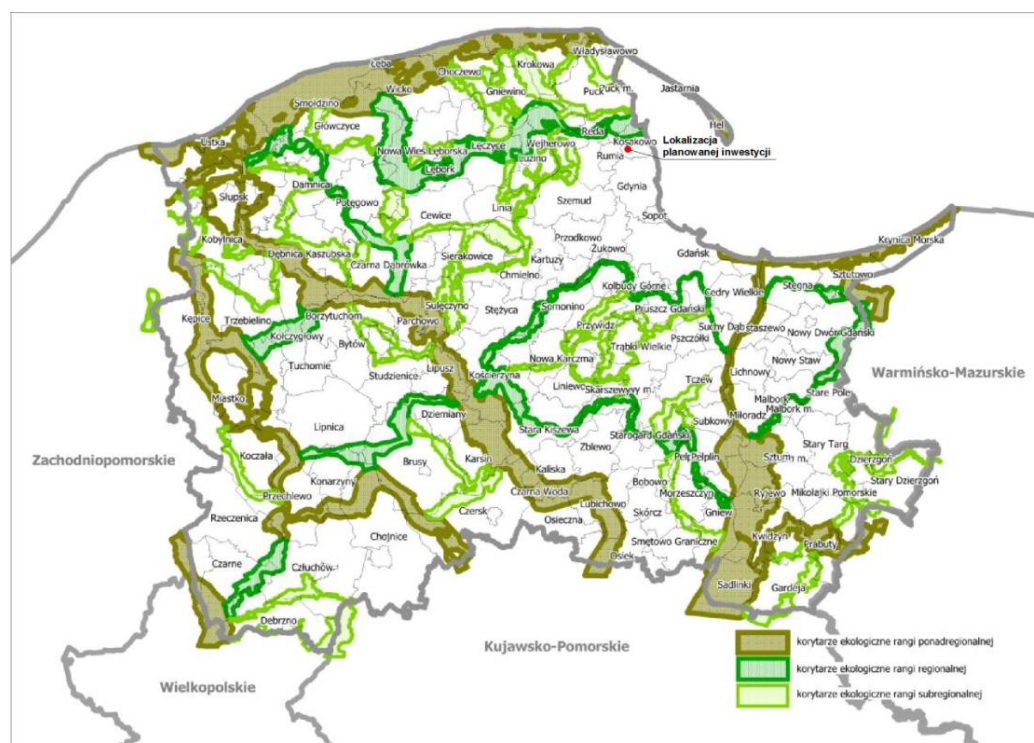 Władysławowo
Łeba
Choczewo
Krokowa
Wicko
Gniewino
Puck
Puck m.
Jastarnia
Smołdzino
Hel
Główczyce
Ustka
Reda
Kosakowo
Lokalizacja
planowanej inwestycji
Nowa Wieś Lęborska
Łęczyce
Wejherowo
Luzino
Rumia
Lębork
Damnica
Gdynia
Słupsk
Potęgowo
Cewice
Linia
Szemud
Sopot
Kobylnica
Przodkowo
Żukowo
Dębnica Kaszubska
Czarna Dąbrówka
Sierakowice
Kartuzy
Gdańsk
Krynica Morska
Chmielno
Sztutowo
Kolbudy Górne
Cedry Wielkie
Stegna
Kępice
Trzebielino
Borzytuchom
Sulęczyno
Stężyca
Somonino
Pruszcz Gdański
Parchowo
Przywidz
Suchy Dąb
Ostaszewo
Nowy Dwór Gdański
Kołczygłowy
Bytów
Trąbki Wielkie
Pszczółki
Nowa Karczma
Nowy Staw
Tuchomie
Studzienice
Lipusz
Kościerzyna
Liniewo
Skarszewy
Tczew
Lichnowy
Warmińsko-Mazurskie
Miastko
Dziemiany
Malbork
Stare Pole
Subkowy
Miłoradz
Malbork m.
Lipnica
Stara Kiszewa
Starogard Gdański
Zachodniopomorskie
Koczała
Brusy
Karsin
Zblewo
Pelplin
Sztum
Stary Targ
Dzierzgoń
Kaliska
Bobowo
Stary Dzierzgoń
Przechlewo
Konarzyny
Czarna Woda
Lubichowo
Morzeszczyn
Ryjewo
Mikołajki Pomorskie
Gniew
Rzeczenica
Czersk
Osieczna
Skórcz
Chojnice
Smętowo Graniczne
Kwidzyn
Prabuty
Czarne
Osiek
Człuchów
Sadlinki
Gardeja
Debrzno
Kujawsko-Pomorskie
Wielkopolskie
korytarze ekologiczne rangi ponadregionalnej
korytarze ekologiczne rangi regionalnej
korytarze ekologiczne rangi subregionalnej